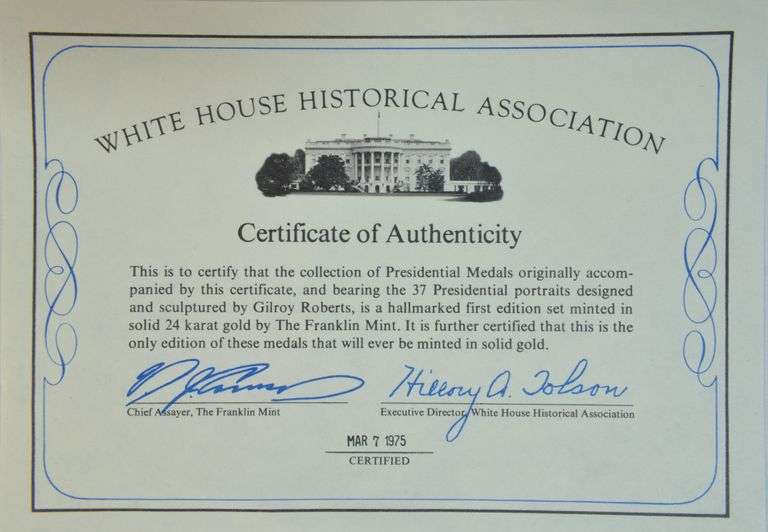 WHITE HOUSE HISTORICAL ASSOCIATION
Certificate of Authenticity
This is to certify that the collection of Presidential Medals originally accom-
panied by this certificate, and bearing the 37 Presidential portraits designed
and sculptured by Gilroy Roberts, is a hallmarked first edition set minted in
solid 24 karat gold by The Franklin Mint. It is further certified that this is the
only edition of these medals that will ever be minted in solid gold.
Hillory A. Tolson
Chief Assayer, The Franklin Mint
Executive Director, White House Historical Association
MAR 7 1975
CERTIFIED